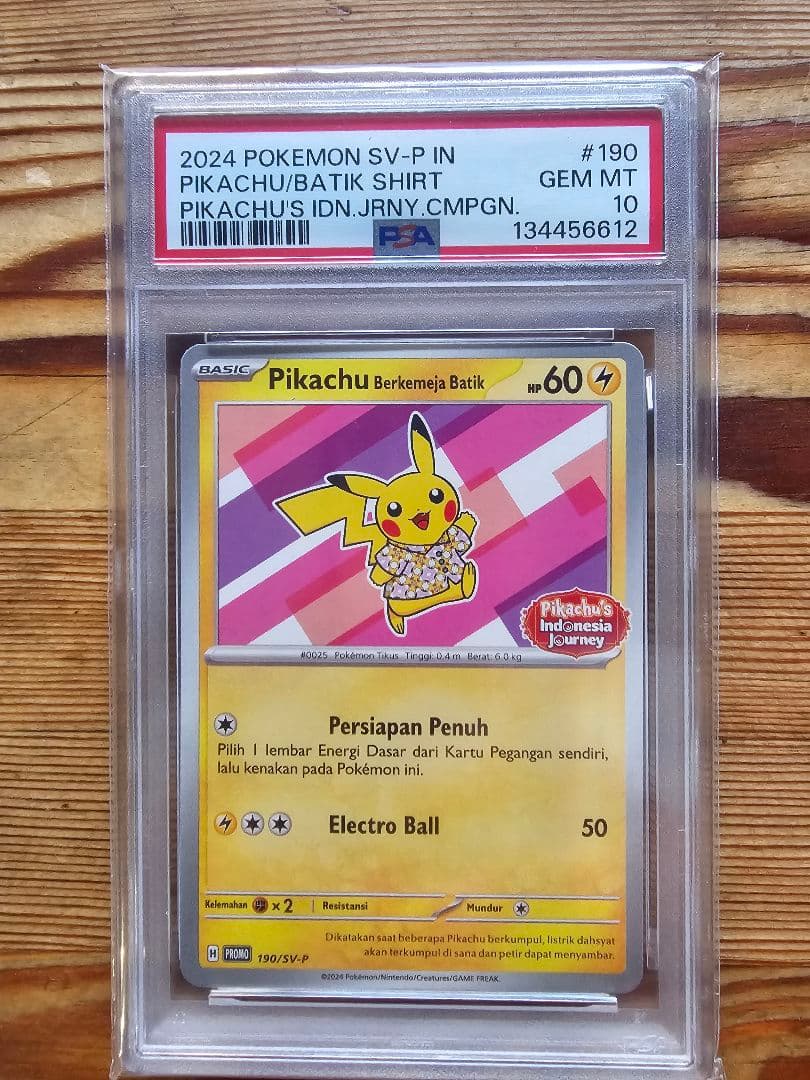 2024 POKEMON SV-P IN #190
PIKACHU/BATIK SHIRT GEM MT
PIKACHU'S IDN.JRNY.CMPGN. 10
PSA 134456612
BASIC Pikachu Berkemeja Batik HP 60
Pikachu's
Indonesia
Journey
#0025 Pokémon Tikus Tinggi: 0.4 m Berat: 6.0 kg
Persiapan Penuh
Pilih 1 lembar Energi Dasar dari Kartu Pegangan sendiri,
lalu kenakan pada Pokémon ini.
Electro Ball 50
Kelemahan ×2 Resistansi Mundur
Dikatakan saat beberapa Pikachu berkumpul, listrik dahsyat
akan terkumpul di sana dan petir dapat menyambar.
H PROMO 190/SV-P
©2024 Pokémon/Nintendo/Creatures/GAME FREAK.